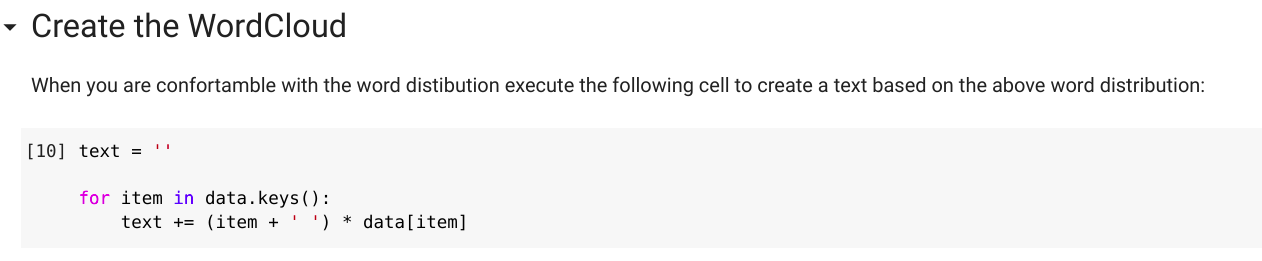 Create the WordCloud
When you are confortamble with the word distibution execute the following cell to create a text based on the above word distribution:
[10] text = ''
for item in data.keys():
text += (item + ' ') * data[item]